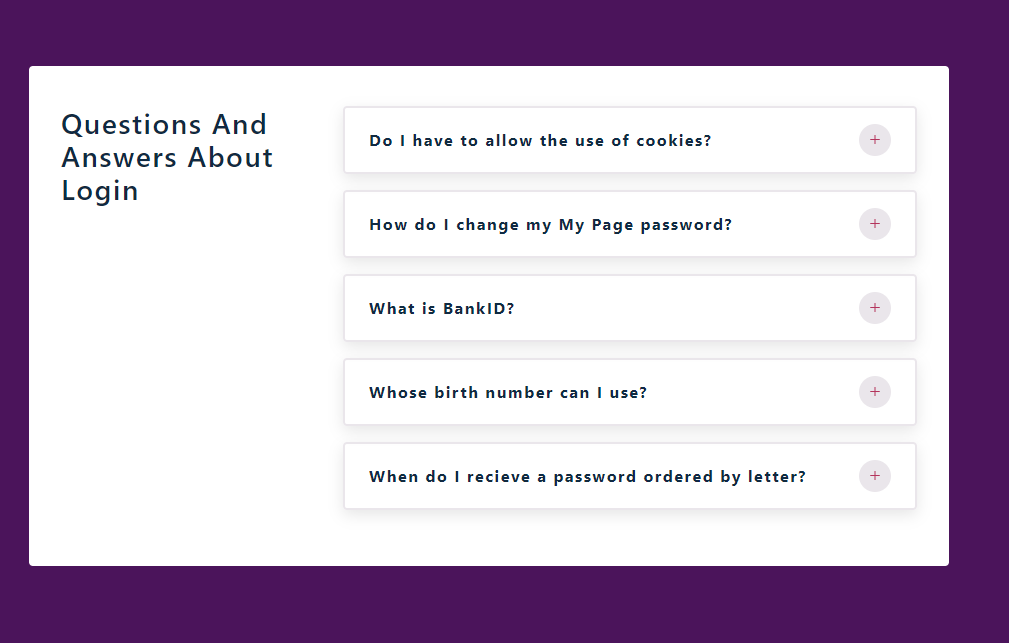 Questions And
Answers About
Login
Do I have to allow the use of cookies?
+
How do I change my My Page password?
+
What is BankID?
+
Whose birth number can I use?
+
When do I recieve a password ordered by letter?
+